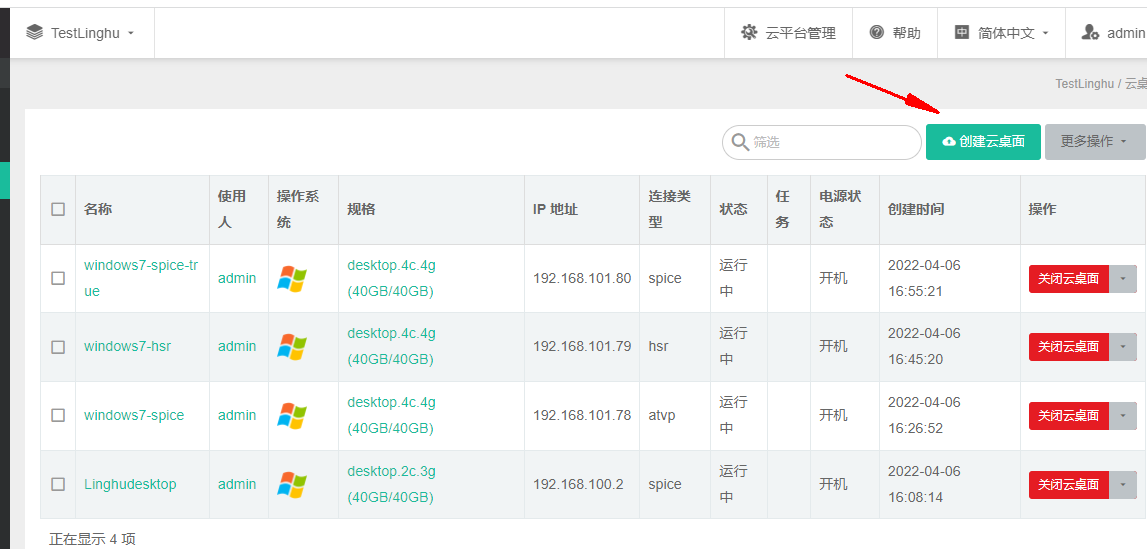 TestLinghu
云平台管理
帮助
简体中文
admin
TestLinghu / 云桌
筛选
创建云桌面
更多操作
名称
使用
人
操作系
统
规格
IP 地址
连接类
型
状态
任
务
电源状
态
创建时间
操作
windows7-spice-tr
ue
admin
desktop.4c.4g
(40GB/40GB)
192.168.101.80
spice
运行
中
开机
2022-04-06
16:55:21
关闭云桌面
windows7-hsr
admin
desktop.4c.4g
(40GB/40GB)
192.168.101.79
hsr
运行
中
开机
2022-04-06
16:45:20
关闭云桌面
windows7-spice
admin
desktop.4c.4g
(40GB/40GB)
192.168.101.78
atvp
运行
中
开机
2022-04-06
16:26:52
关闭云桌面
Linghudesktop
admin
desktop.2c.3g
(40GB/40GB)
192.168.100.2
spice
运行
中
开机
2022-04-06
16:08:14
关闭云桌面
正在显示 4 项